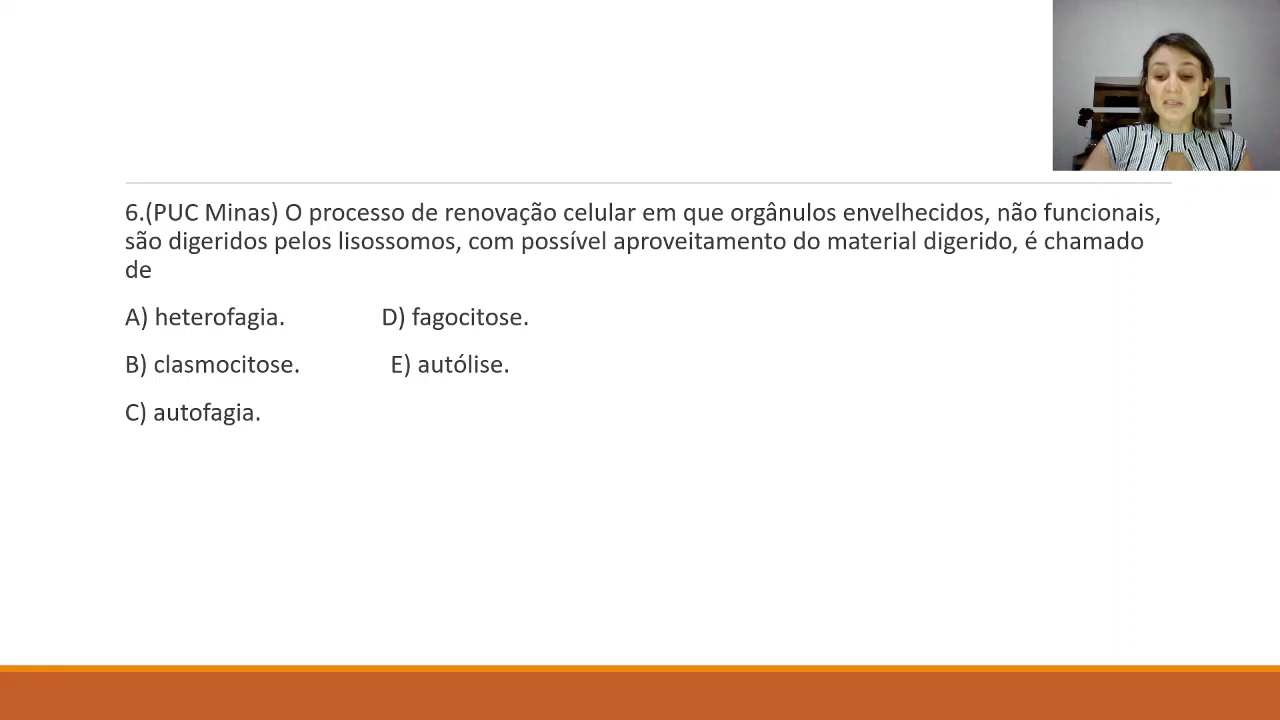 6.(PUC Minas) O processo de renovação celular em que orgânulos envelhecidos, não funcionais,
são digeridos pelos lisossomos, com possível aproveitamento do material digerido, é chamado
de
A) heterofagia. D) fagocitose.
B) clasmocitose. E) autólise.
C) autofagia.